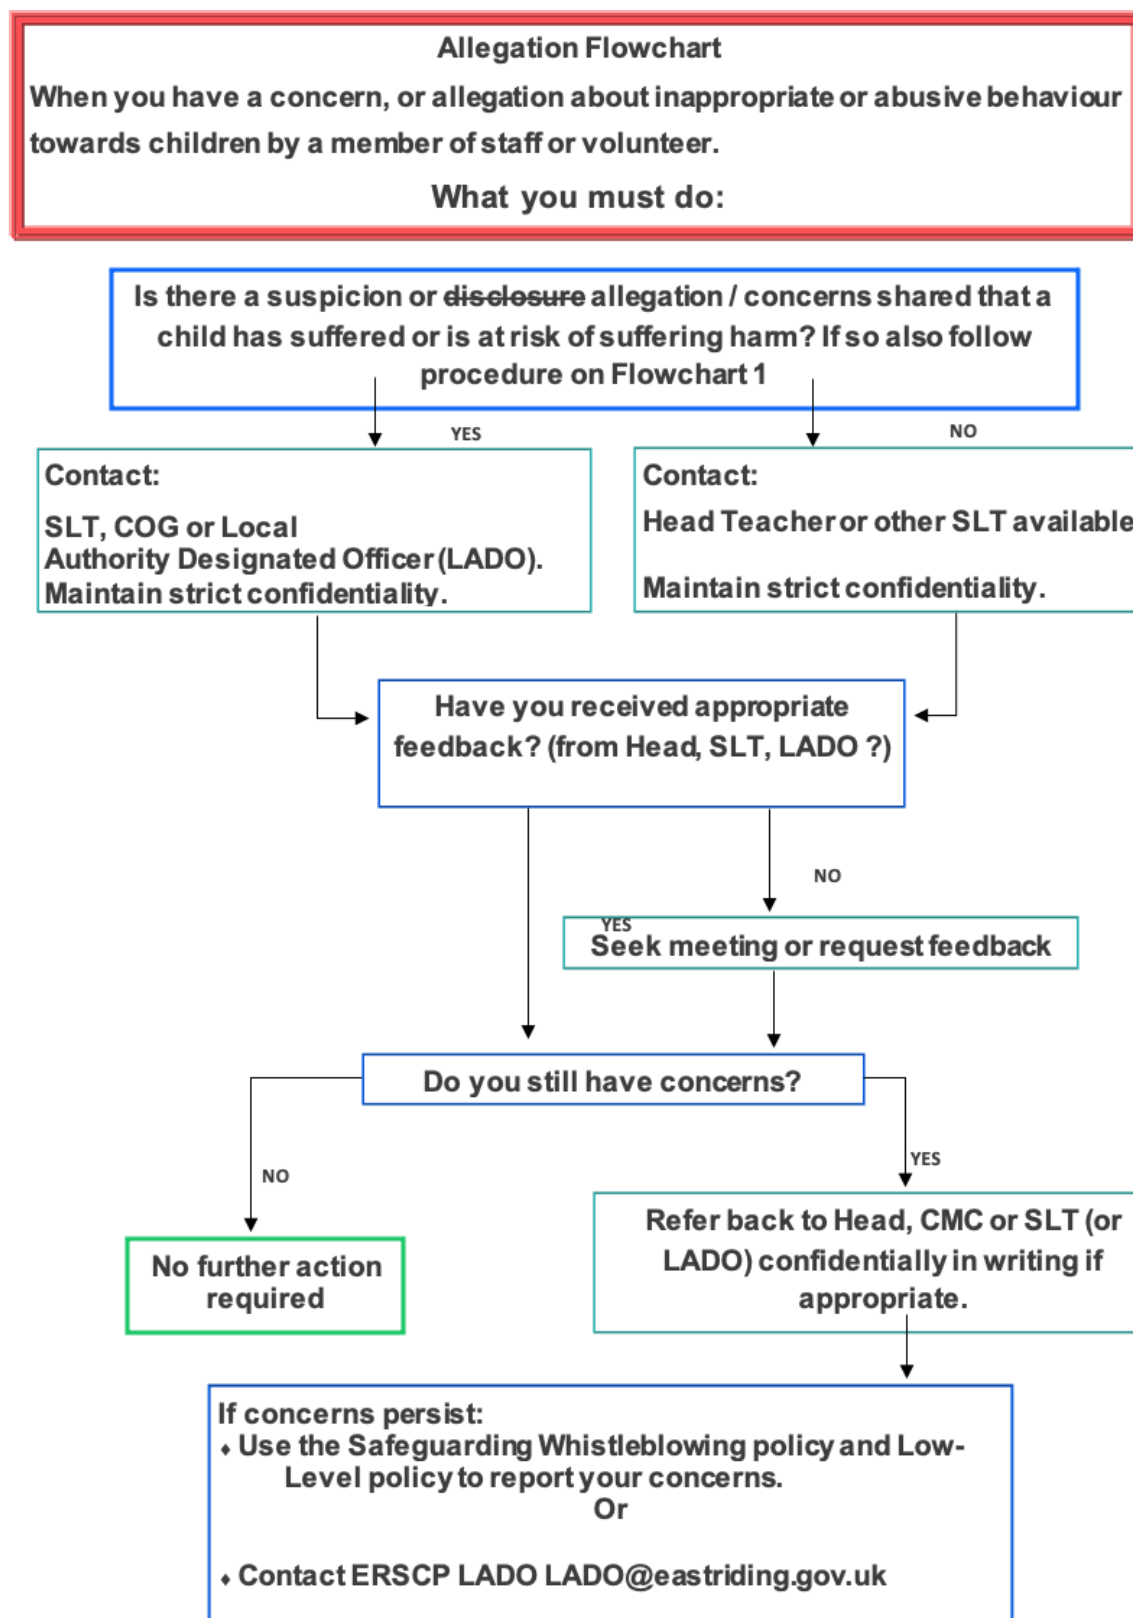 Allegation Flowchart
When you have a concern, or allegation about inappropriate or abusive behaviour
towards children by a member of staff or volunteer.
What you must do:
Is there a suspicion or disclosure allegation / concerns shared that a
child has suffered or is at risk of suffering harm? If so also follow
procedure on Flowchart 1
YES
NO
Contact:
SLT, COG or Local
Authority Designated Officer (LADO).
Maintain strict confidentiality.
Contact:
Head Teacher or other SLT available
Maintain strict confidentiality.
Have you received appropriate
feedback? (from Head, SLT, LADO ?)
NO
YES
Seek meeting or request feedback
Do you still have concerns?
NO
YES
No further action
required
Refer back to Head, CMC or SLT (or
LADO) confidentially in writing if
appropriate.
If concerns persist:
♦ Use the Safeguarding Whistleblowing policy and Low-
Level policy to report your concerns.
Or
♦ Contact ERSCP LADO LADO@eastriding.gov.uk